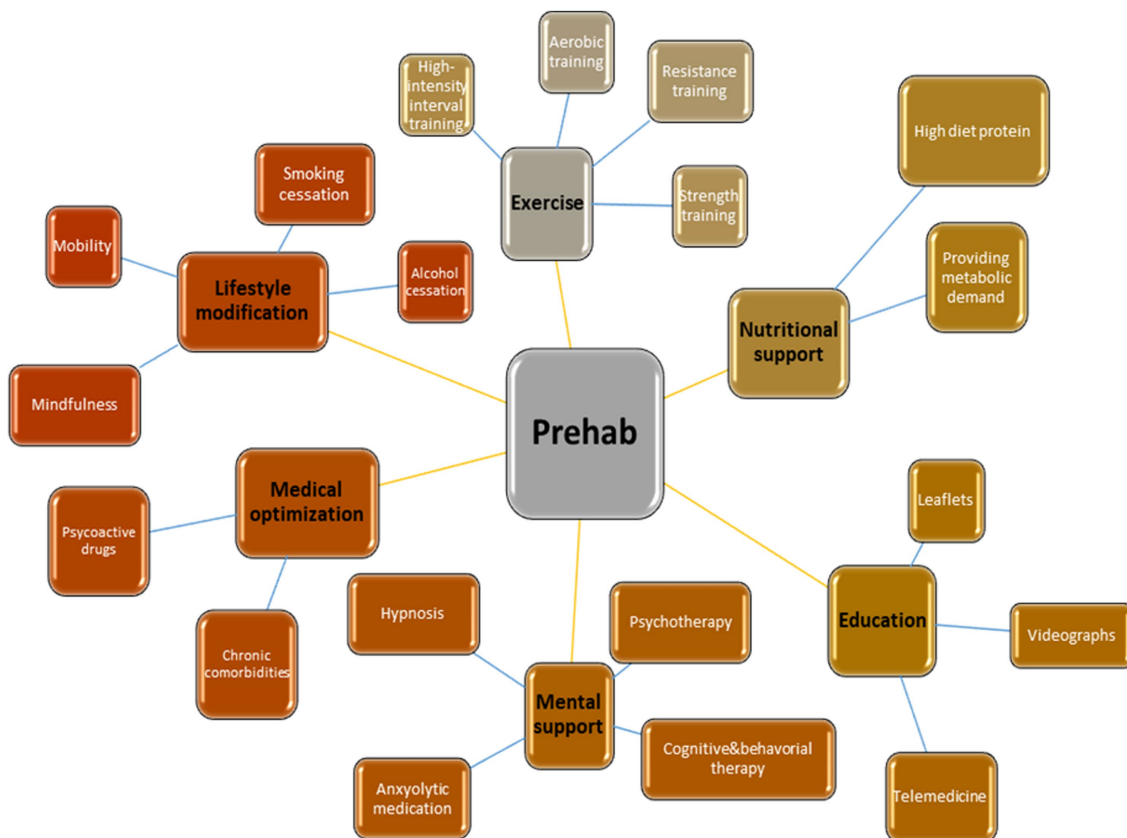 Aerobic
training
High-
intensity
interval
training
Resistance
training
Exercise
Strength
training
High diet protein
Providing
metabolic
demand
Nutritional
support
Smoking
cessation
Mobility
Alcohol
cessation
Lifestyle
modification
Mindfulness
Prehab
Medical
optimization
Psycoactive
drugs
Chronic
comorbidities
Hypnosis
Psychotherapy
Mental
support
Cognitive&behavorial
therapy
Anxyolytic
medication
Leaflets
Education
Videographs
Telemedicine